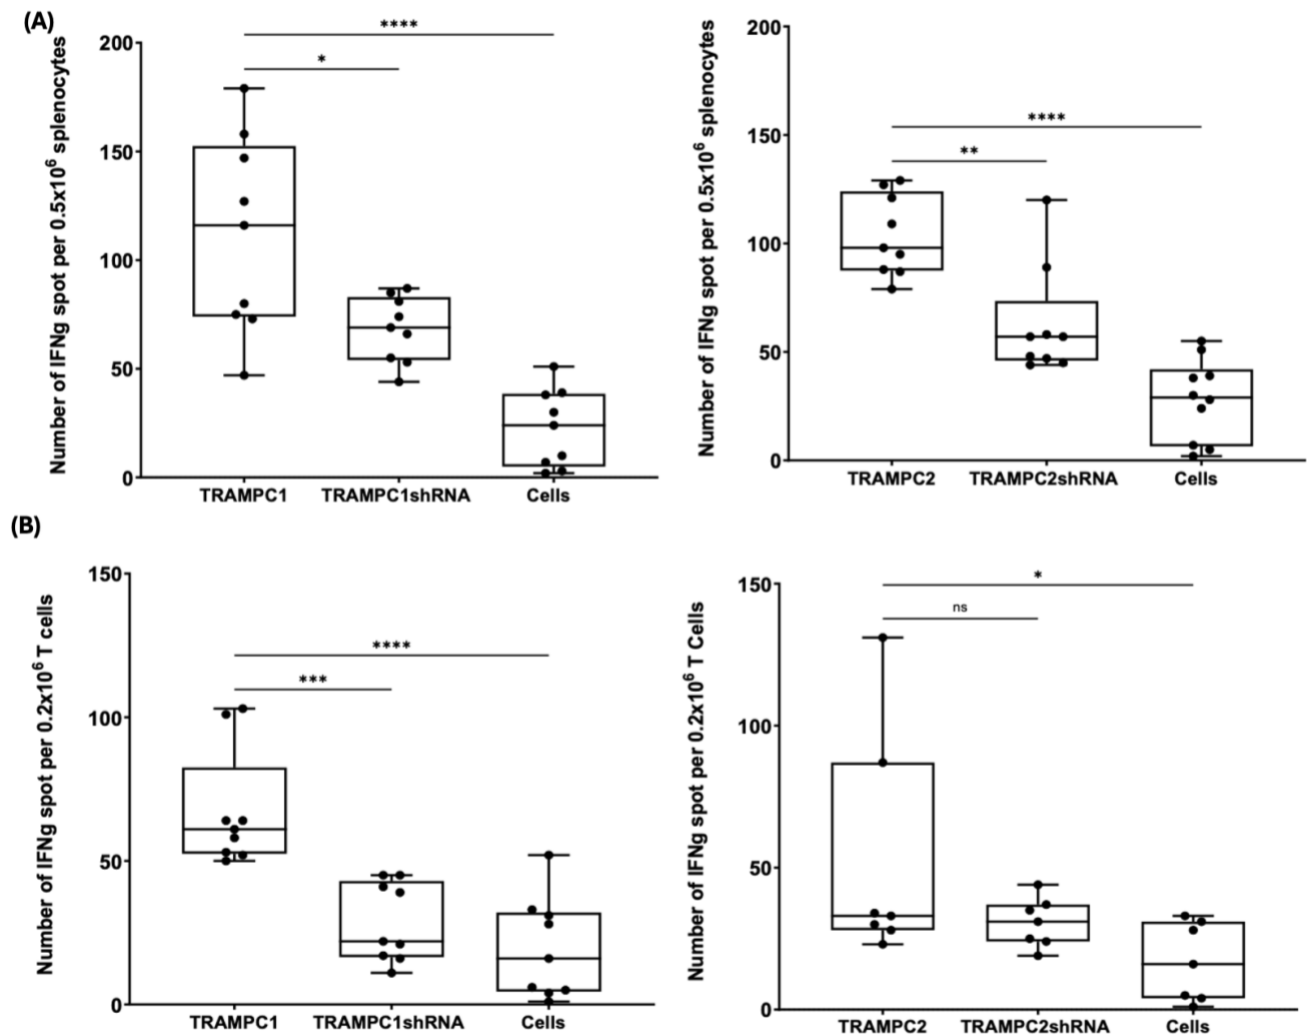 (A)
Number of IFNg spot per 0.5x10⁶ splenocytes
200
150
100
50
0
****
*
TRAMPC1 TRAMPC1shRNA Cells
Number of IFNg spot per 0.5x10⁶ splenocytes
200
150
100
50
0
****
**
TRAMPC2 TRAMPC2shRNA Cells
(B)
Number of IFNg spot per 0.2x10⁶ T cells
150
100
50
0
****
***
TRAMPC1 TRAMPC1shRNA Cells
Number of IFNg spot per 0.2x10⁶ T Cells
150
100
50
0
*
ns
TRAMPC2 TRAMPC2shRNA Cells